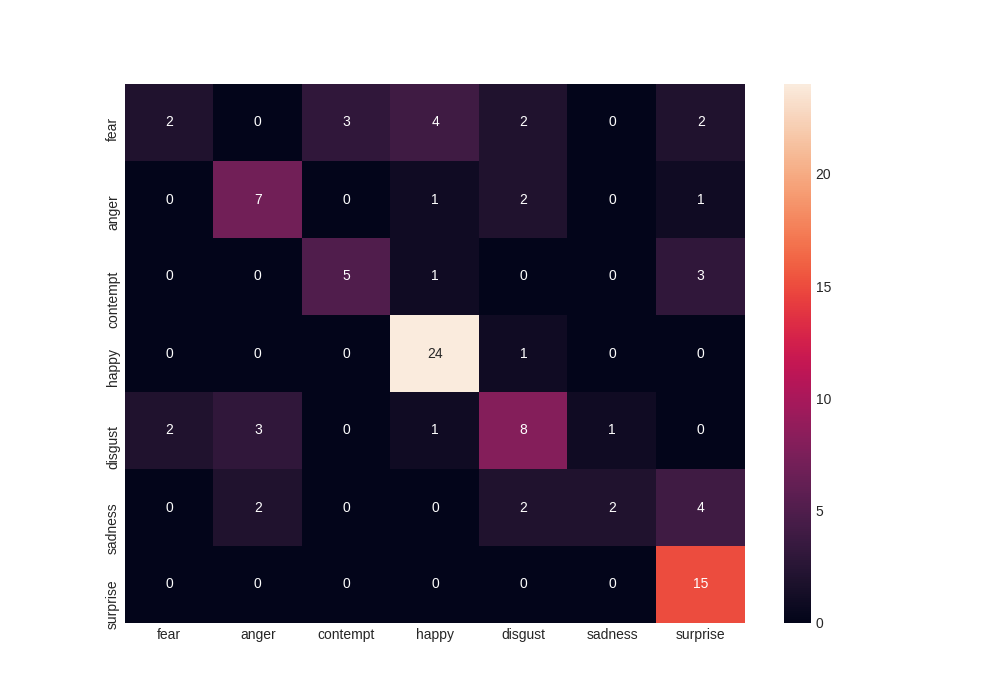 fear 2 0 3 4 2 0 2
anger 0 7 0 1 2 0 1
contempt 0 0 5 1 0 0 3
happy 0 0 0 24 1 0 0
disgust 2 3 0 1 8 1 0
sadness 0 2 0 0 2 2 4
surprise 0 0 0 0 0 0 15
fear anger contempt happy disgust sadness surprise
20
15
10
5
0